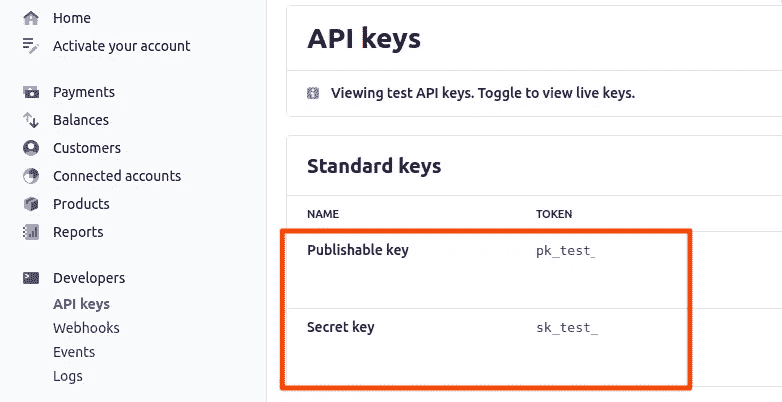 Home
Activate your account
Payments
Balances
Customers
Connected accounts
Products
Reports
Developers
API keys
Webhooks
Events
Logs
API keys
Viewing test API keys. Toggle to view live keys.
Standard keys
NAME TOKEN
Publishable key pk_test_
Secret key sk_test_